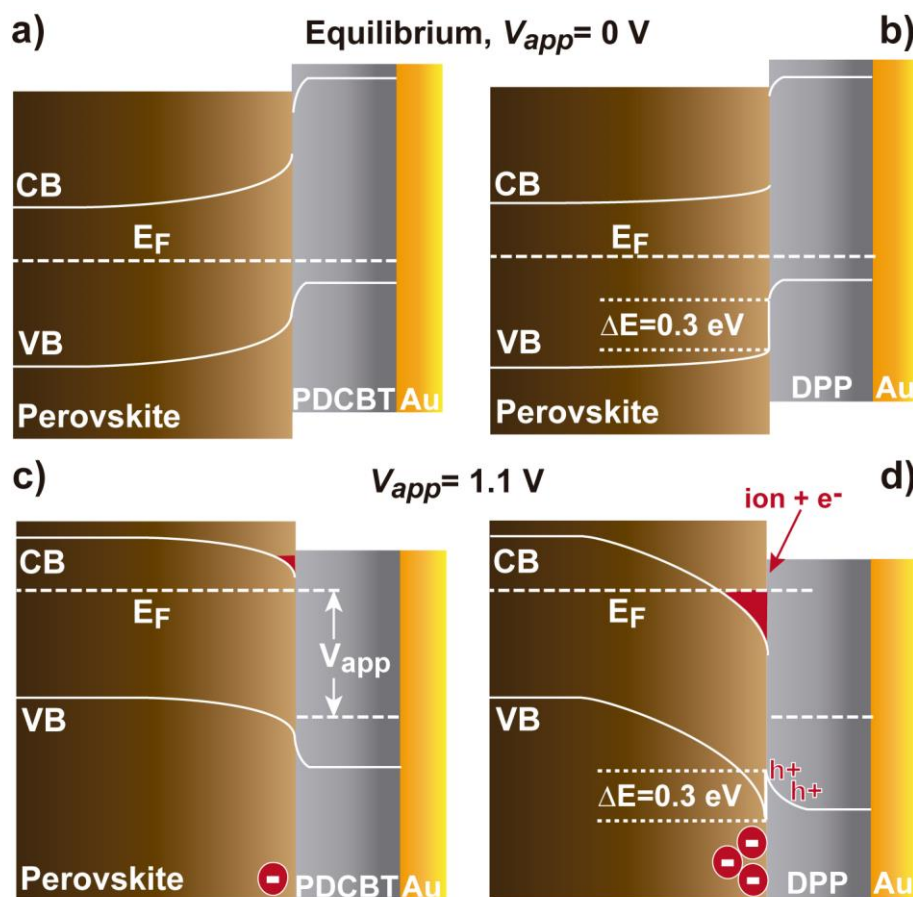 a)
Equilibrium, Vapp= 0 V
b)
CB
EF
VB
Perovskite
PDCBT
Au
CB
EF
ΔE=0.3 eV
VB
Perovskite
DPP
Au
c)
Vapp= 1.1 V
d)
ion + e-
CB
EF
Vapp
VB
Perovskite
-
PDCBT
Au
CB
EF
VB
h+
h+
ΔE=0.3 eV
-
-
-
DPP
Au